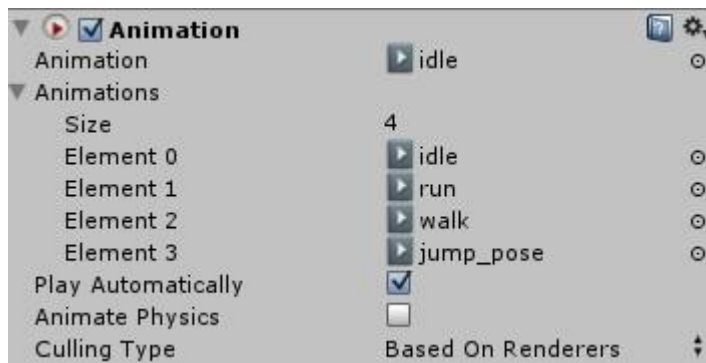 Animation
Animation idle
Animations
Size 4
Element 0 idle
Element 1 run
Element 2 walk
Element 3 jump_pose
Play Automatically
Animate Physics
Culling Type Based On Renderers